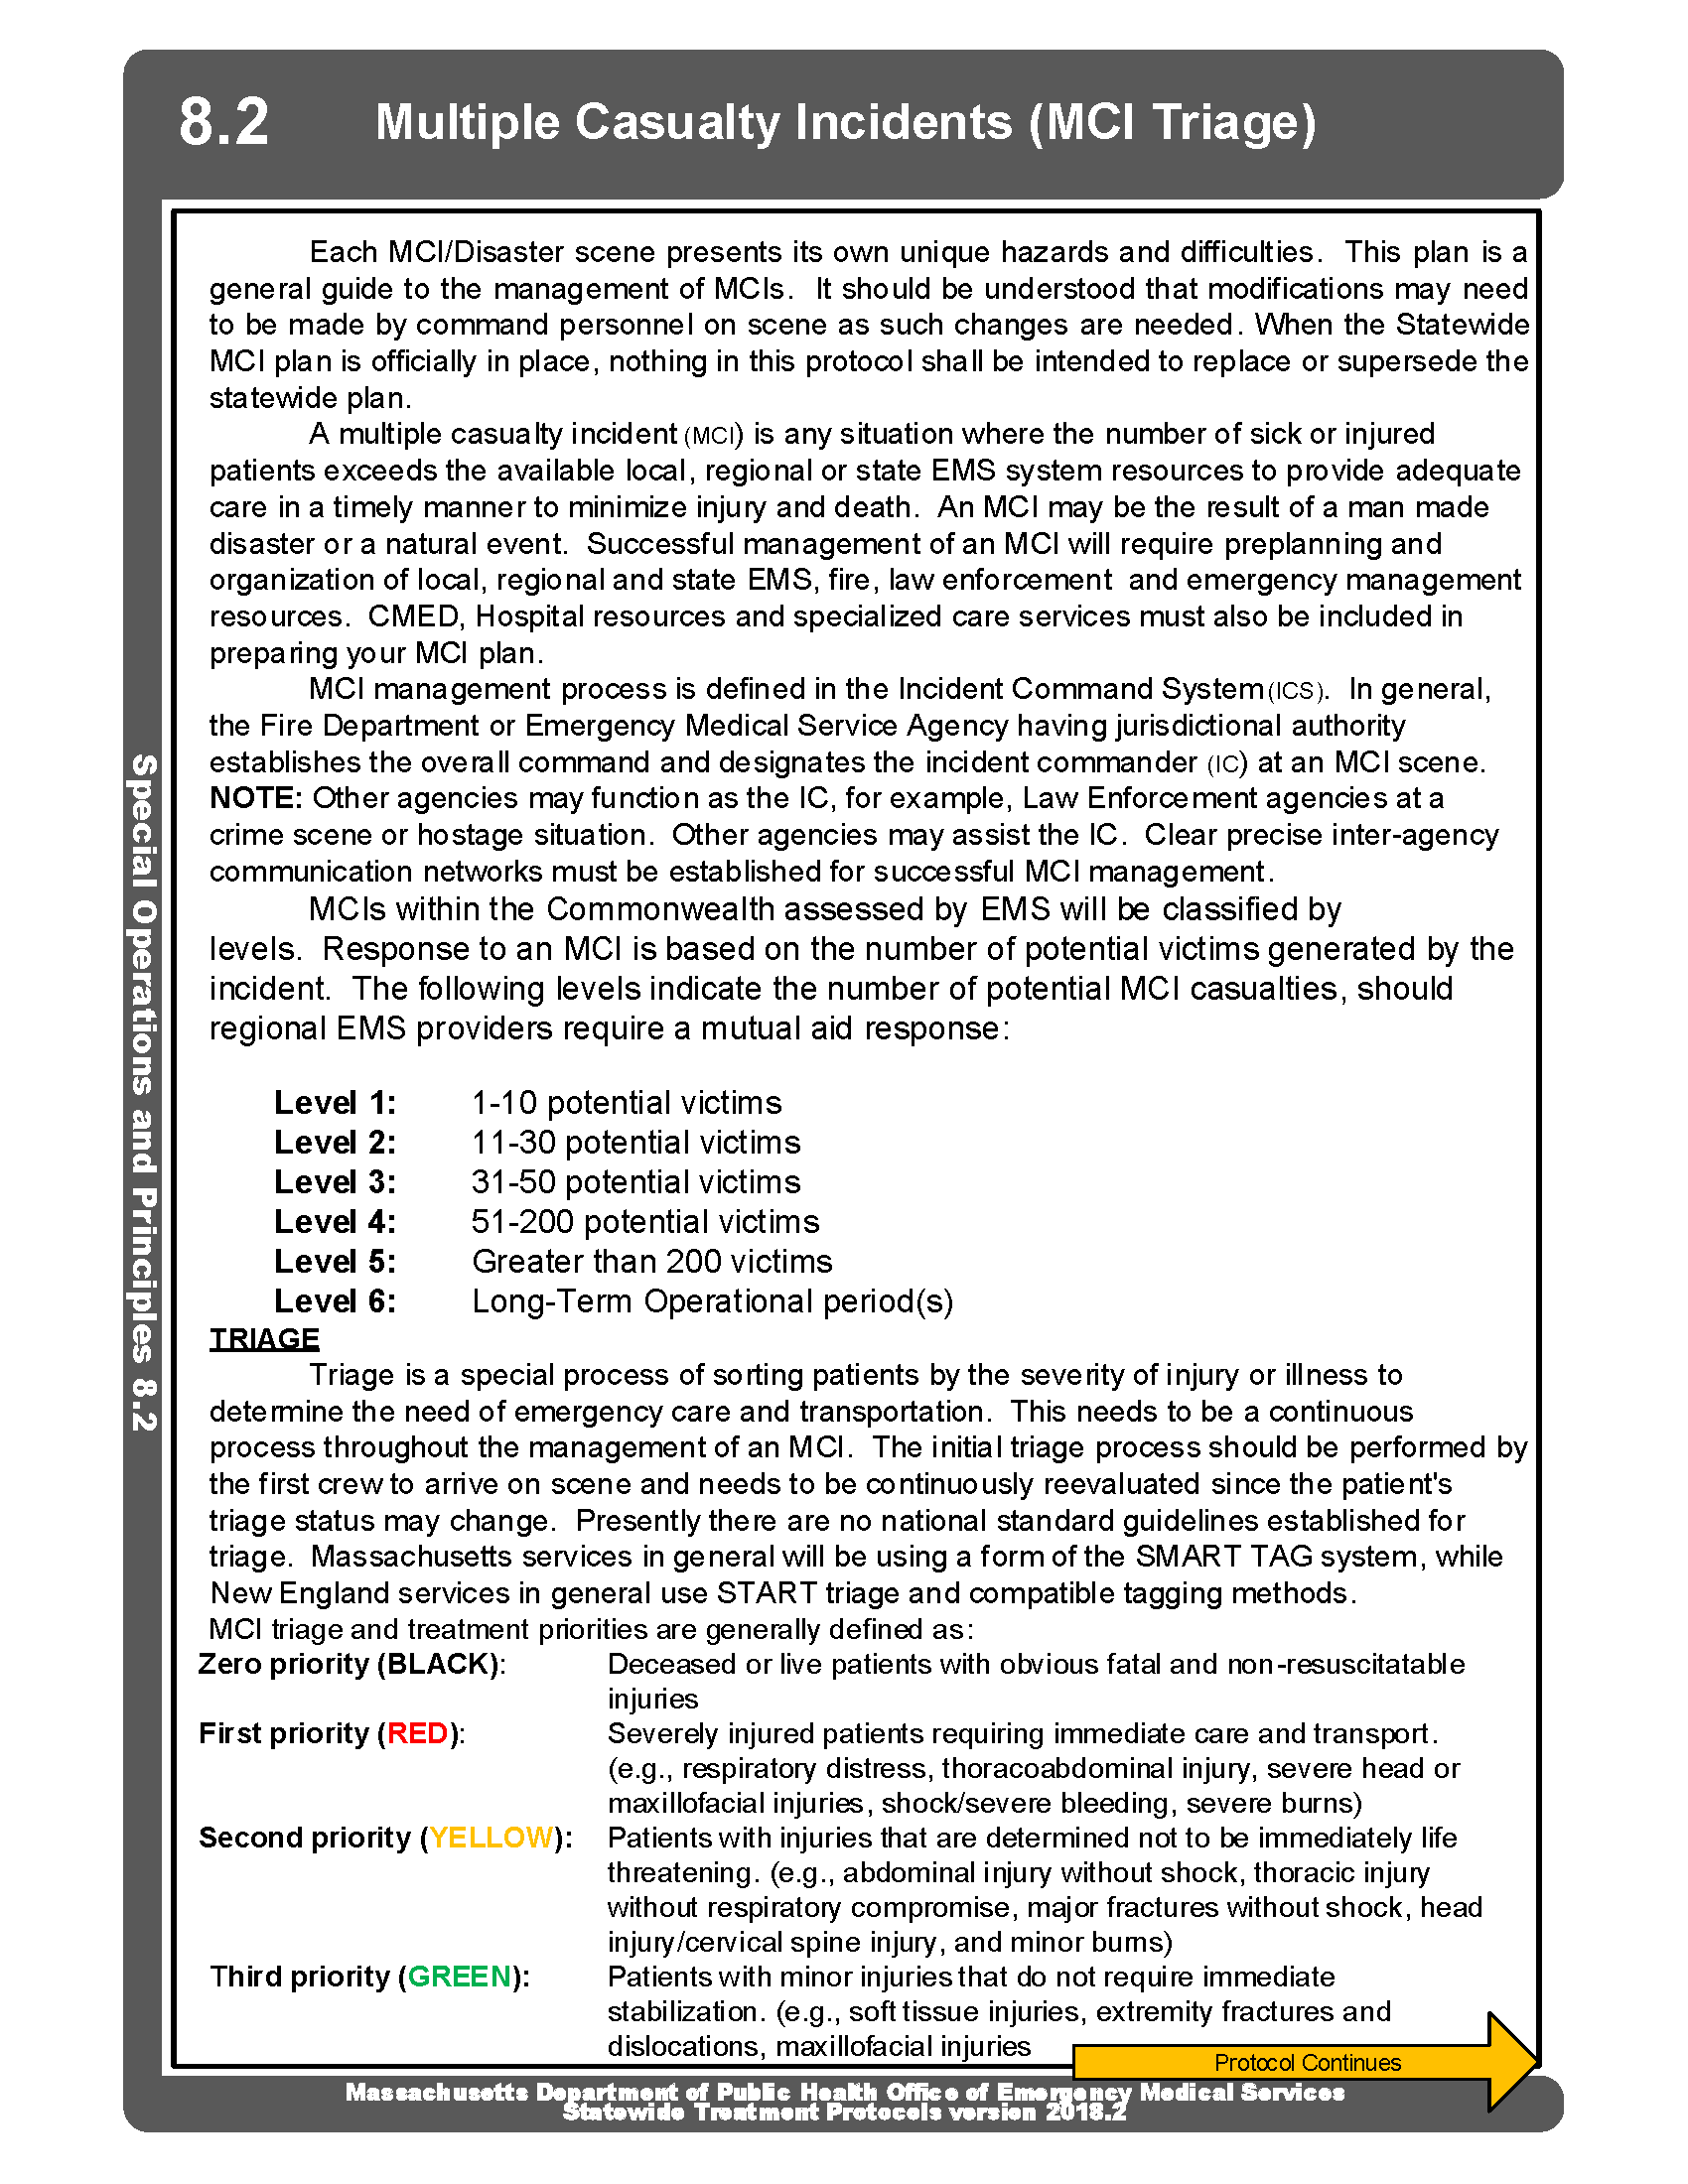 8.2 Multiple Casualty Incidents (MCI Triage)
Each MCI/Disaster scene presents its own unique hazards and difficulties. This plan is a
general guide to the management of MCIs. It should be understood that modifications may need
to be made by command personnel on scene as such changes are needed. When the Statewide
MCI plan is officially in place, nothing in this protocol shall be intended to replace or supersede the
statewide plan.
A multiple casualty incident (MCI) is any situation where the number of sick or injured
patients exceeds the available local, regional or state EMS system resources to provide adequate
care in a timely manner to minimize injury and death. An MCI may be the result of a man made
disaster or a natural event. Successful management of an MCI will require preplanning and
organization of local, regional and state EMS, fire, law enforcement and emergency management
resources. CMED, Hospital resources and specialized care services must also be included in
preparing your MCI plan.
MCI management process is defined in the Incident Command System (ICS). In general,
the Fire Department or Emergency Medical Service Agency having jurisdictional authority
establishes the overall command and designates the incident commander (IC) at an MCI scene.
NOTE: Other agencies may function as the IC, for example, Law Enforcement agencies at a
crime scene or hostage situation. Other agencies may assist the IC. Clear precise inter-agency
communication networks must be established for successful MCI management.
MCIs within the Commonwealth assessed by EMS will be classified by
levels. Response to an MCI is based on the number of potential victims generated by the
incident. The following levels indicate the number of potential MCI casualties, should
regional EMS providers require a mutual aid response:
Level 1: 1-10 potential victims
Level 2: 11-30 potential victims
Level 3: 31-50 potential victims
Level 4: 51-200 potential victims
Level 5: Greater than 200 victims
Level 6: Long-Term Operational period(s)
TRIAGE
Triage is a special process of sorting patients by the severity of injury or illness to
determine the need of emergency care and transportation. This needs to be a continuous
process throughout the management of an MCI. The initial triage process should be performed by
the first crew to arrive on scene and needs to be continuously reevaluated since the patient's
triage status may change. Presently there are no national standard guidelines established for
triage. Massachusetts services in general will be using a form of the SMART TAG system, while
New England services in general use START triage and compatible tagging methods.
MCI triage and treatment priorities are generally defined as:
Zero priority (BLACK): Deceased or live patients with obvious fatal and non-resuscitatable
injuries
First priority (RED): Severely injured patients requiring immediate care and transport.
(e.g., respiratory distress, thoracoabdominal injury, severe head or
maxillofacial injuries, shock/severe bleeding, severe burns)
Second priority (YELLOW): Patients with injuries that are determined not to be immediately life
threatening. (e.g., abdominal injury without shock, thoracic injury
without respiratory compromise, major fractures without shock, head
injury/cervical spine injury, and minor burns)
Third priority (GREEN): Patients with minor injuries that do not require immediate
stabilization. (e.g., soft tissue injuries, extremity fractures and
dislocations, maxillofacial injuries
Protocol Continues
Special Operations and Principles 8.2
Massachusetts Department of Public Health Office of Emergency Medical Services
Statewide Treatment Protocols version 2018.2